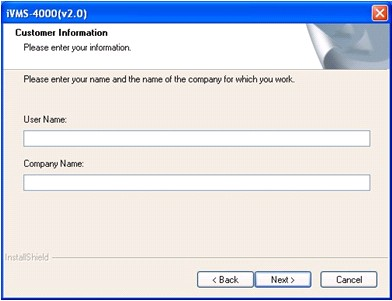 iVMS-4000(v2.0)
Customer Information
Please enter your information.
Please enter your name and the name of the company for which you work.
User Name:
Company Name:
InstallShield
< Back
Next >
Cancel